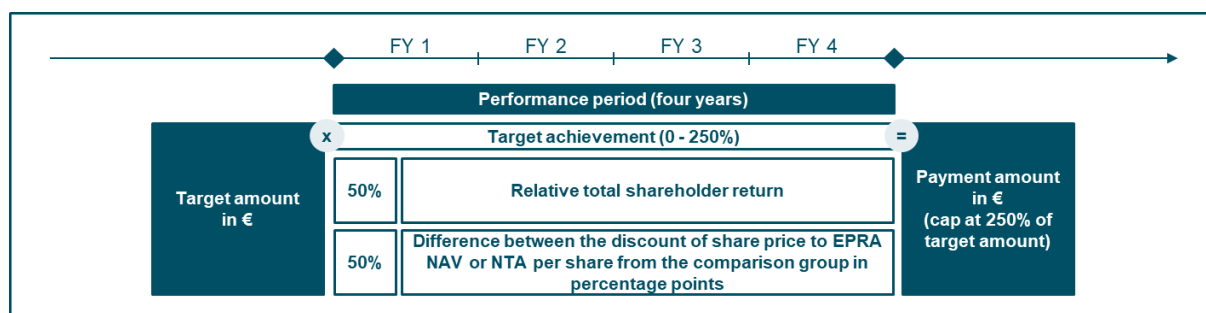 FY 1 FY 2 FY 3 FY 4
Performance period (four years)
x Target achievement (0 - 250%) =
Target amount
in €
50% Relative total shareholder return
50% Difference between the discount of share price to EPRA
NAV or NTA per share from the comparison group in
percentage points
Payment amount
in €
(cap at 250% of
target amount)